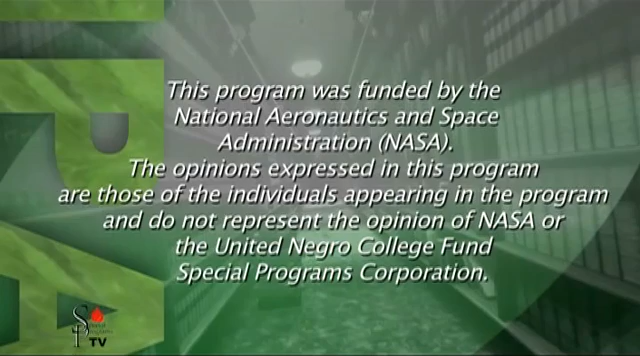 This program was funded by the
National Aeronautics and Space
Administration (NASA).
The opinions expressed in this program
are those of the individuals appearing in the program
and do not represent the opinion of NASA or
the United Negro College Fund
Special Programs Corporation.
TV